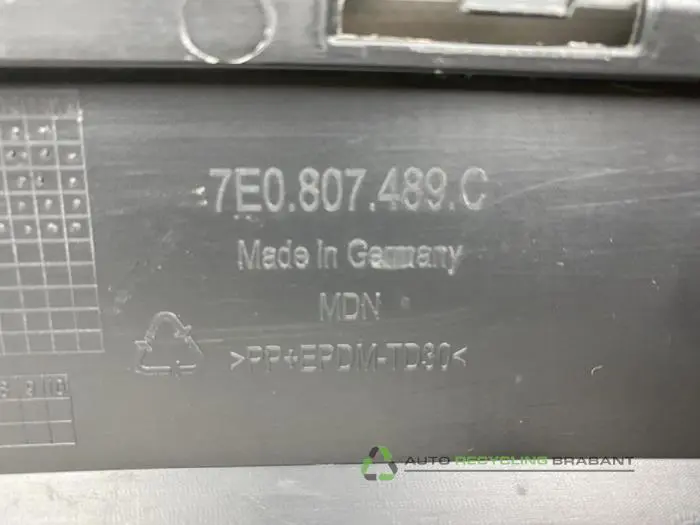 7E0.807.489.C
Made in Germany
MDN
>PP+EPDM-TD30<
AUTO RECYCLING BRABANT